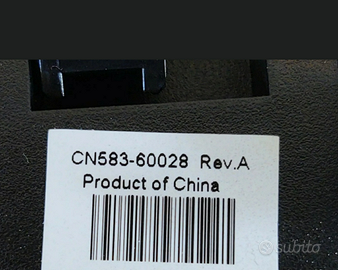 CN583-60028 Rev.A
Product of China
subito